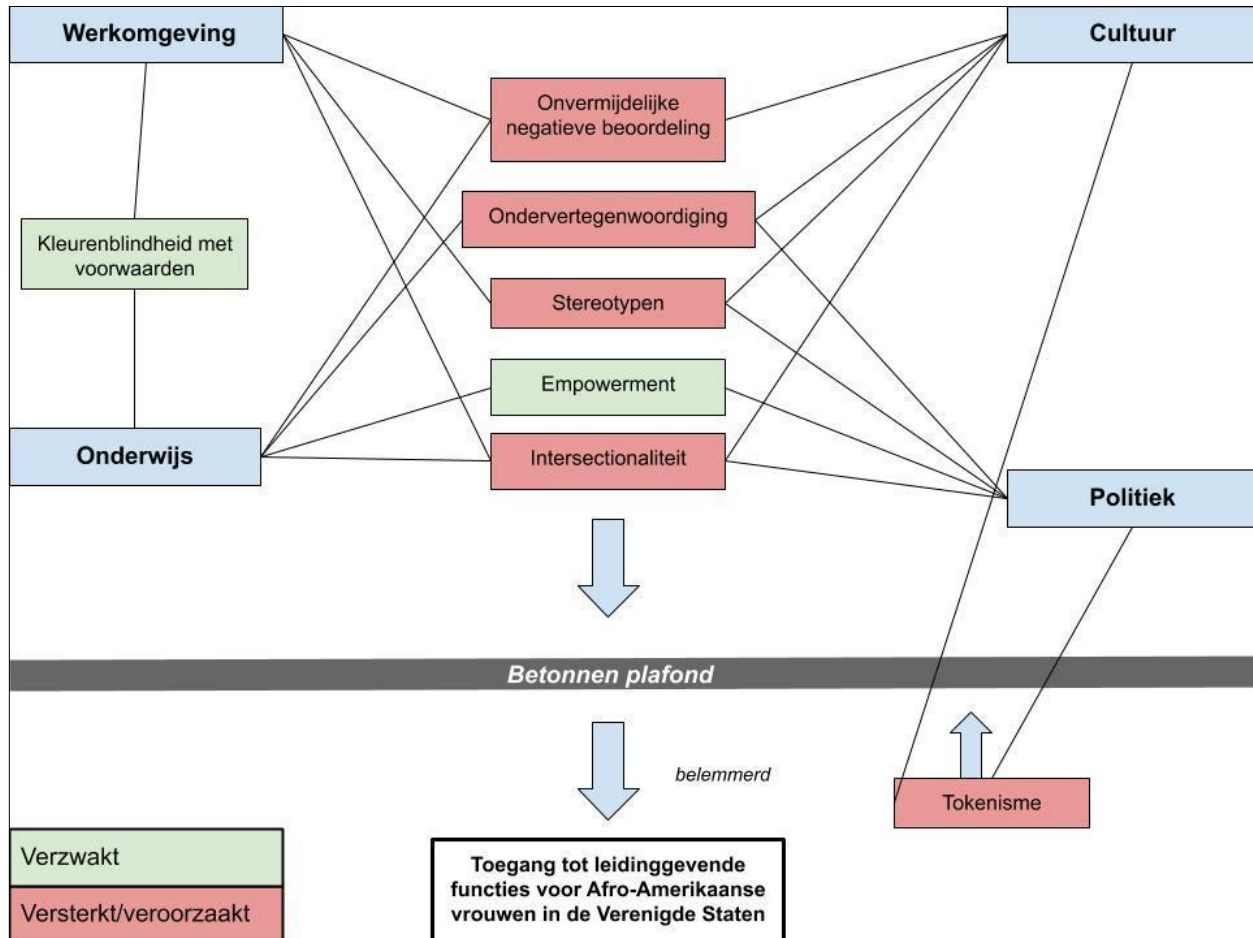 Werkomgeving
Cultuur
Onvermijdelijke
negatieve beoordeling
Ondervertegenwoordiging
Kleurenblindheid met
voorwaarden
Stereotypen
Empowerment
Onderwijs
Intersectionaliteit
Politiek
Betonnen plafond
belemmerd
Tokenisme
Verzwakt
Versterkt/veroorzaakt
Toegang tot leidinggevende
functies voor Afro-Amerikaanse
vrouwen in de Verenigde Staten